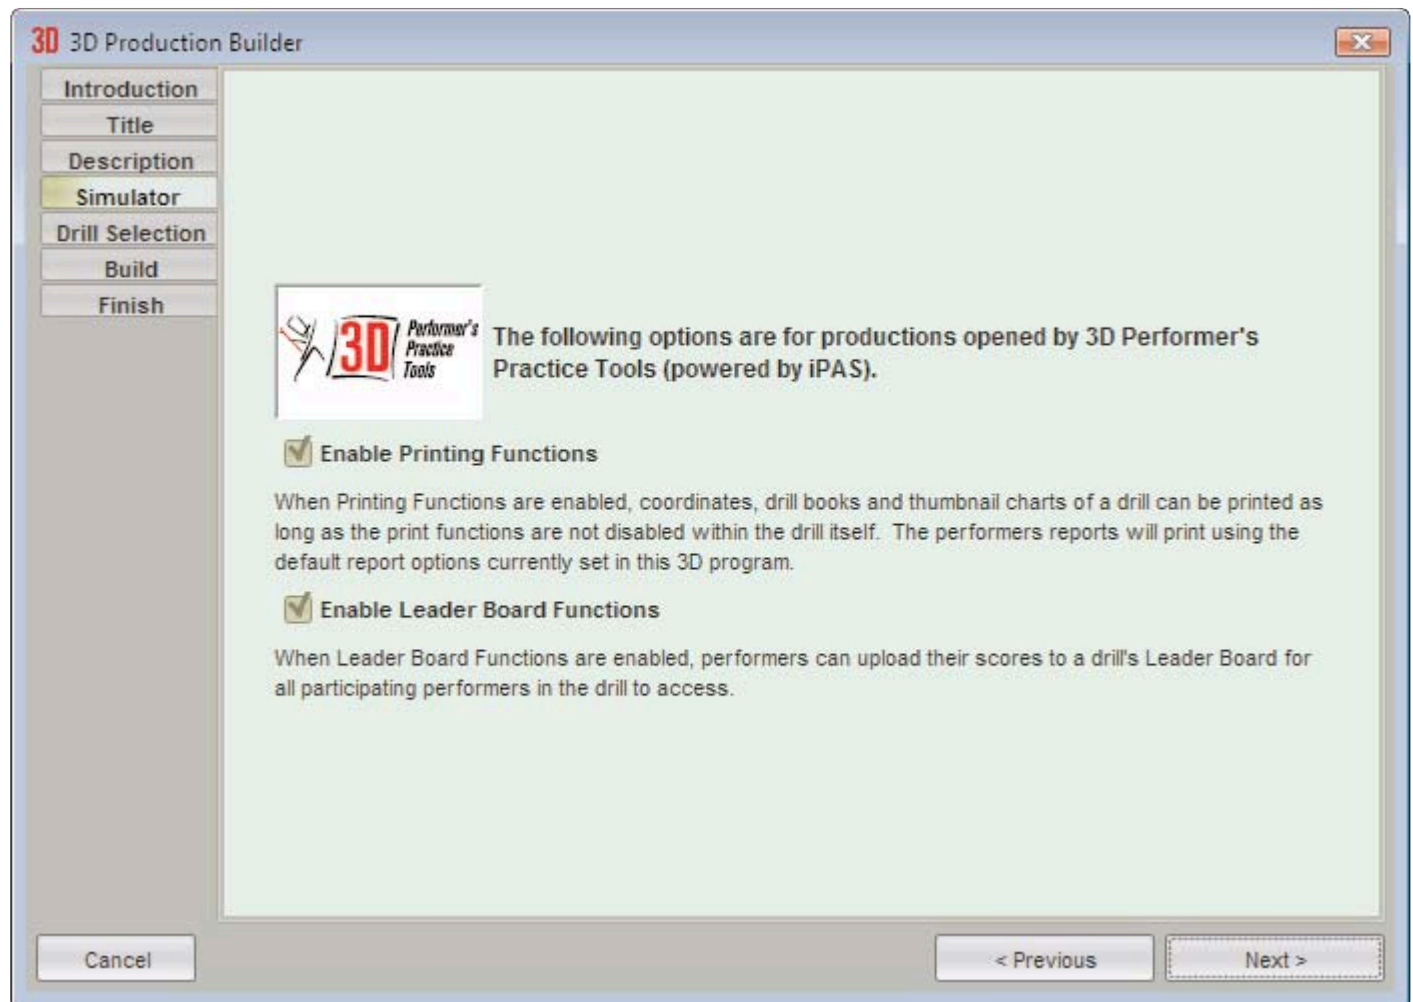 3D 3D Production Builder
Introduction
Title
Description
Simulator
Drill Selection
Build
Finish
3D Performer's
Practice
Tools
The following options are for productions opened by 3D Performer's
Practice Tools (powered by iPAS).
Enable Printing Functions
When Printing Functions are enabled, coordinates, drill books and thumbnail charts of a drill can be printed as
long as the print functions are not disabled within the drill itself.  The performers reports will print using the
default report options currently set in this 3D program.
Enable Leader Board Functions
When Leader Board Functions are enabled, performers can upload their scores to a drill's Leader Board for
all participating performers in the drill to access.
Cancel
< Previous
Next >